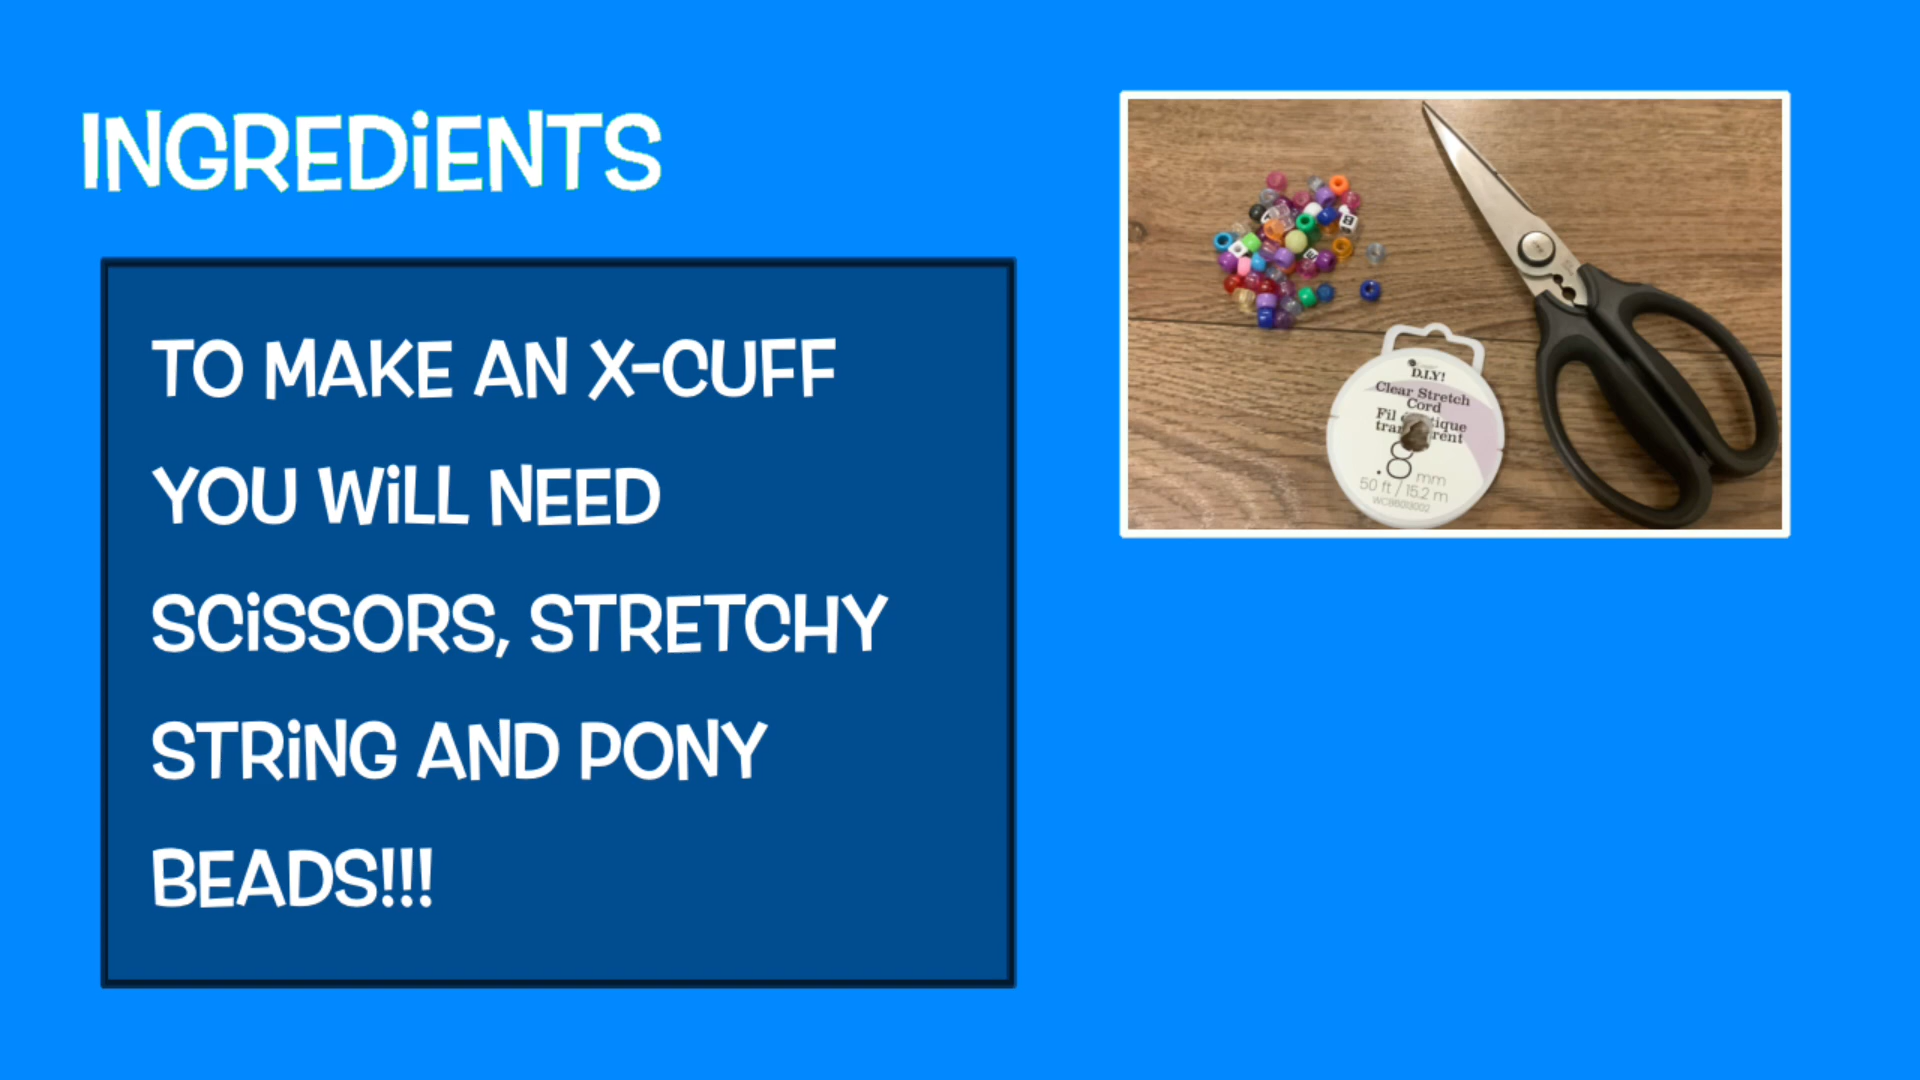 INGREDiENTS
TO MAKE AN X-CUFF
YOU WiLL NEED
SCiSSORS, STRETCHY
STRiNG AND PONY
BEADS!!!
D.I.Y!
Clear Stretch
Cord
Fil
.8 mm
50 ft / 15.2 m